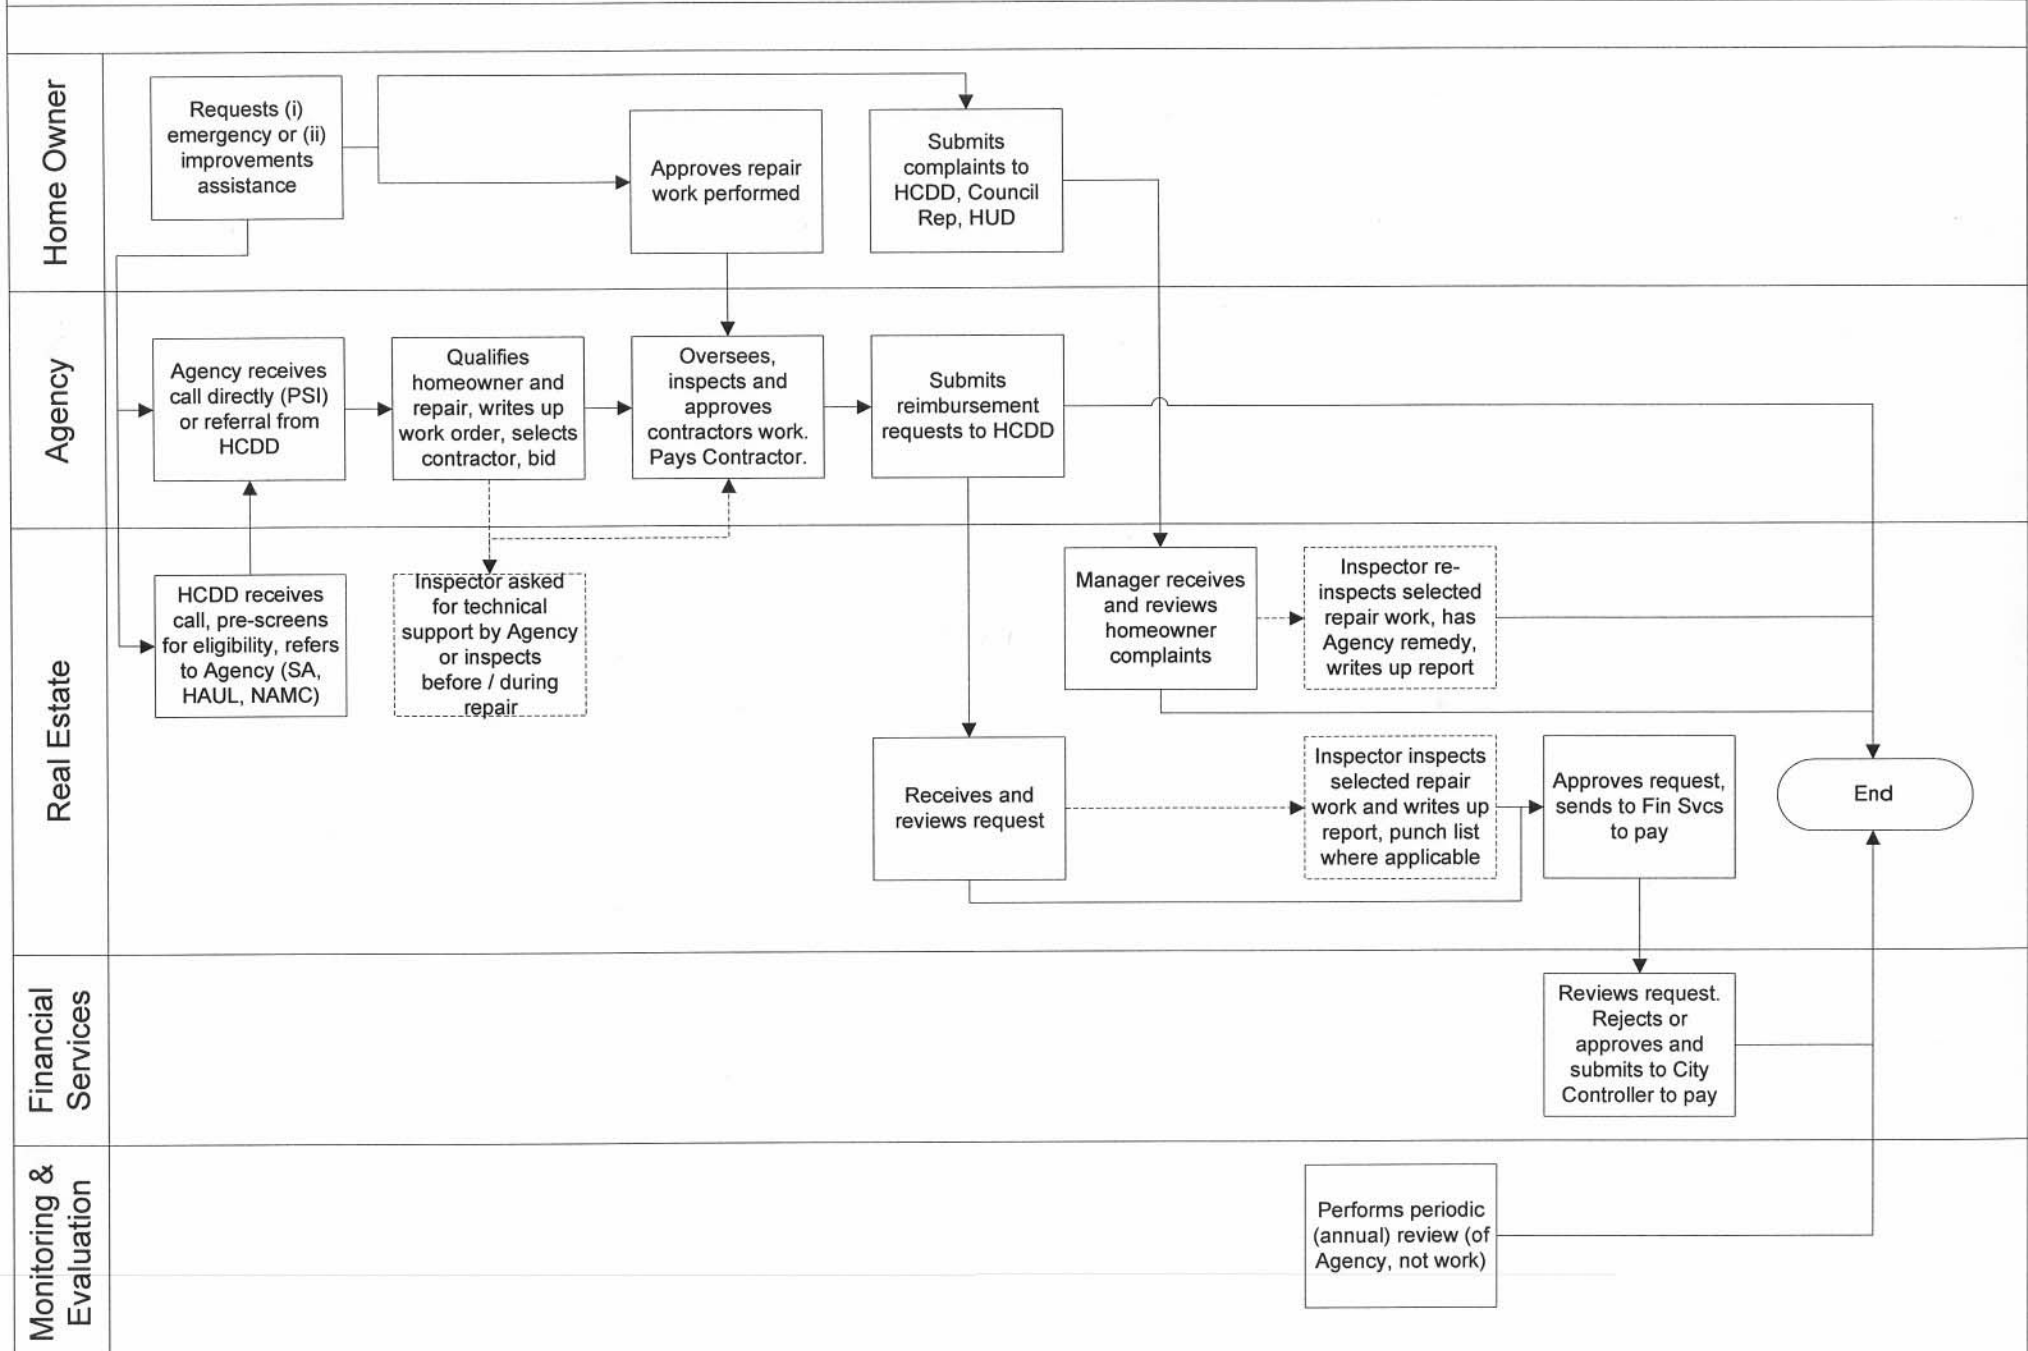 Home Owner
Requests (i)
emergency or (ii)
improvements
assistance
Approves repair
work performed
Submits
complaints to
HCDD, Council
Rep, HUD
Agency
Agency receives
call directly (PSI)
or referral from
HCDD
Qualifies
homeowner and
repair, writes up
work order, selects
contractor, bid
Oversees,
inspects and
approves
contractors work.
Pays Contractor.
Submits
reimbursement
requests to HCDD
Real Estate
HCDD receives
call, pre-screens
for eligibility, refers
to Agency (SA,
HAUL, NAMC)
Inspector asked
for technical
support by Agency
or inspects
before / during
repair
Manager receives
and reviews
homeowner
complaints
Inspector re-
inspects selected
repair work, has
Agency remedy,
writes up report
Receives and
reviews request
Inspector inspects
selected repair
work and writes up
report, punch list
where applicable
Approves request,
sends to Fin Svcs
to pay
End
Financial
Services
Reviews request.
Rejects or
approves and
submits to City
Controller to pay
Monitoring &
Evaluation
Performs periodic
(annual) review (of
Agency, not work)